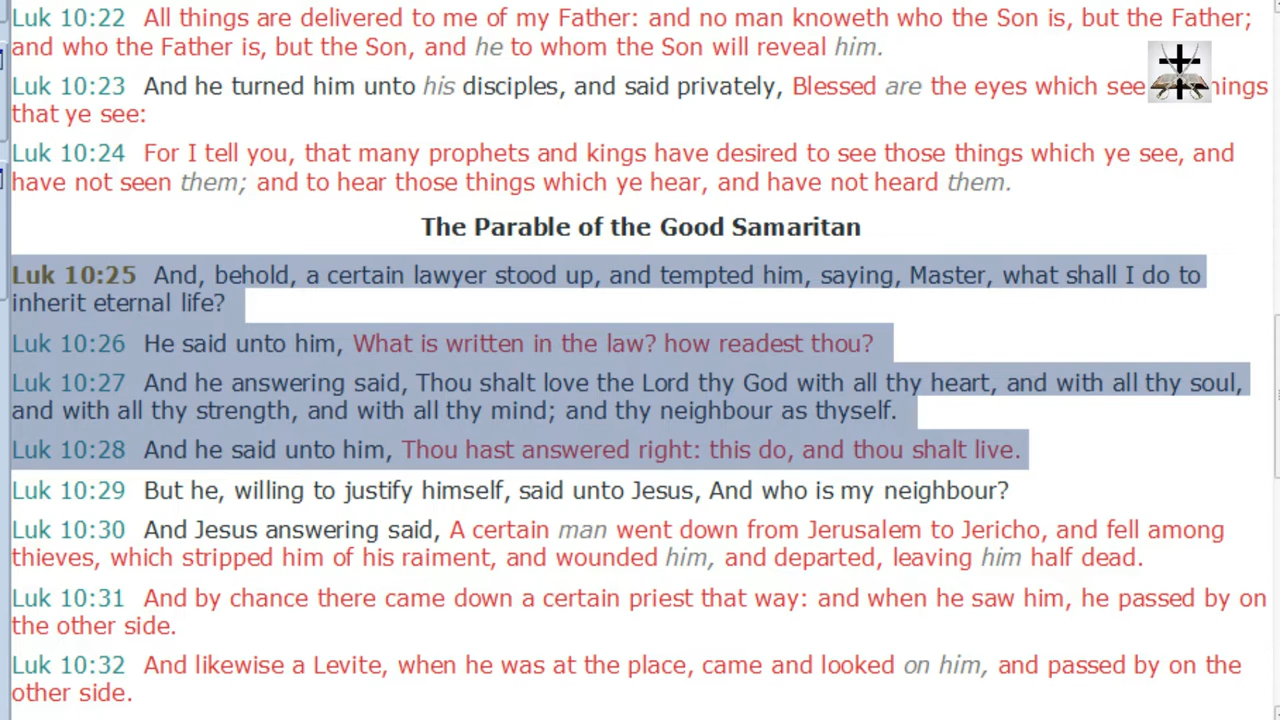 Luk 10:22 All things are delivered to me of my Father: and no man knoweth who the Son is, but the Father;
and who the Father is, but the Son, and he to whom the Son will reveal him.
Luk 10:23 And he turned him unto his disciples, and said privately, Blessed are the eyes which see
that ye see:
Luk 10:24 For I tell you, that many prophets and kings have desired to see those things which ye see, and
have not seen them; and to hear those things which ye hear, and have not heard them.
The Parable of the Good Samaritan
Luk 10:25 And, behold, a certain lawyer stood up, and tempted him, saying, Master, what shall I do to
inherit eternal life?
Luk 10:26 He said unto him, What is written in the law? how readest thou?
Luk 10:27 And he answering said, Thou shalt love the Lord thy God with all thy heart, and with all thy soul,
and with all thy strength, and with all thy mind; and thy neighbour as thyself.
Luk 10:28 And he said unto him, Thou hast answered right: this do, and thou shalt live.
Luk 10:29 But he, willing to justify himself, said unto Jesus, And who is my neighbour?
Luk 10:30 And Jesus answering said, A certain man went down from Jerusalem to Jericho, and fell among
thieves, which stripped him of his raiment, and wounded him, and departed, leaving him half dead.
Luk 10:31 And by chance there came down a certain priest that way: and when he saw him, he passed by on
the other side.
Luk 10:32 And likewise a Levite, when he was at the place, came and looked on him, and passed by on the
other side.